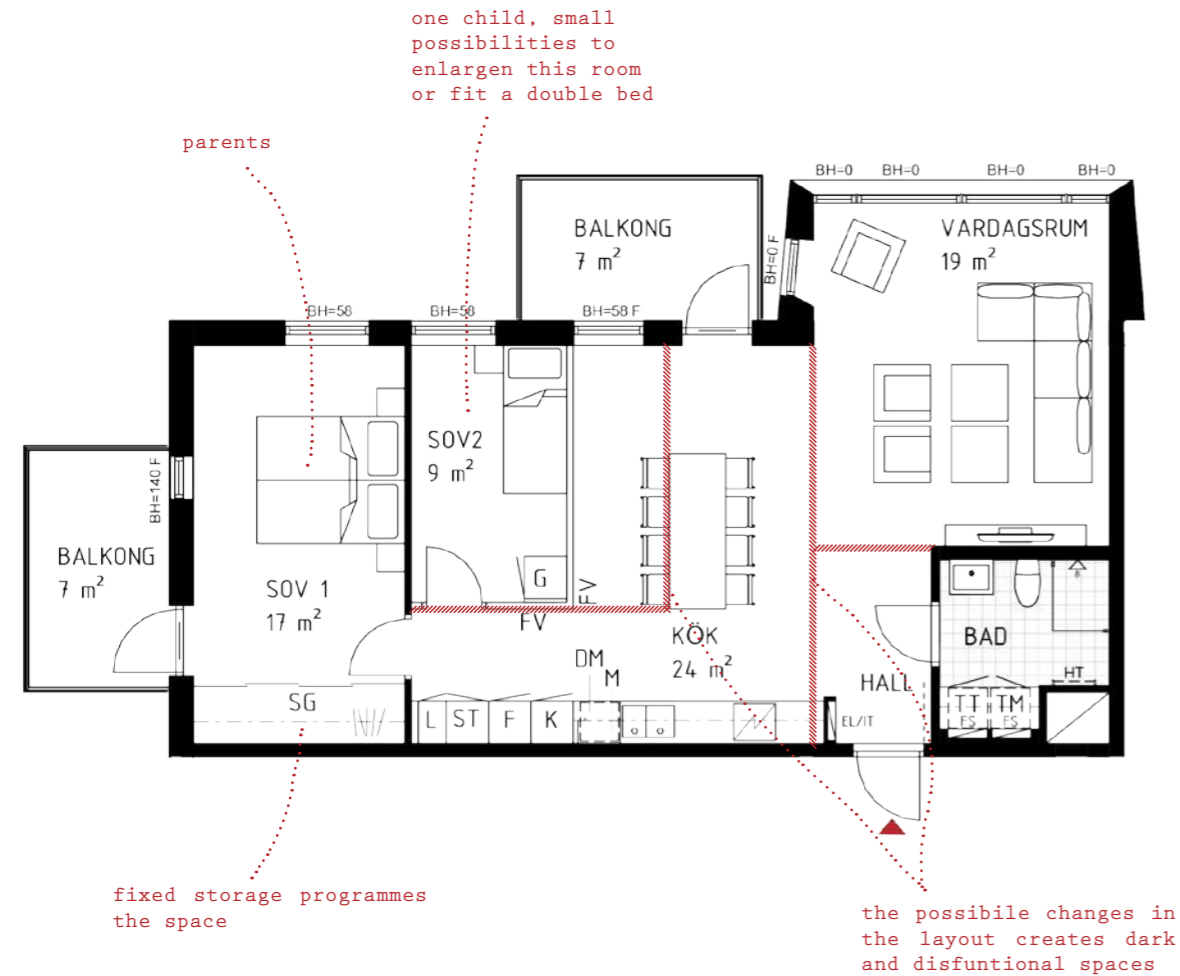 one child, small
possibilities to
enlargen this room
or fit a double bed
parents
BH=0
BH=0
BH=0
BH=0
BALKONG
7 m²
BH=0 F
VARDAGSRUM
19 m²
BH=58
BH=58
BH=58 F
SOV2
9 m²
BH=140 F
BALKONG
7 m²
SOV 1
17 m²
G
FV
FV
KÖK
24 m²
DM
M
BAD
HALL
HT
SG
L
ST
F
K
EL/IT
TT
FS
TM
FS
fixed storage programmes
the space
the possibile changes in
the layout creates dark
and disfuntional spaces